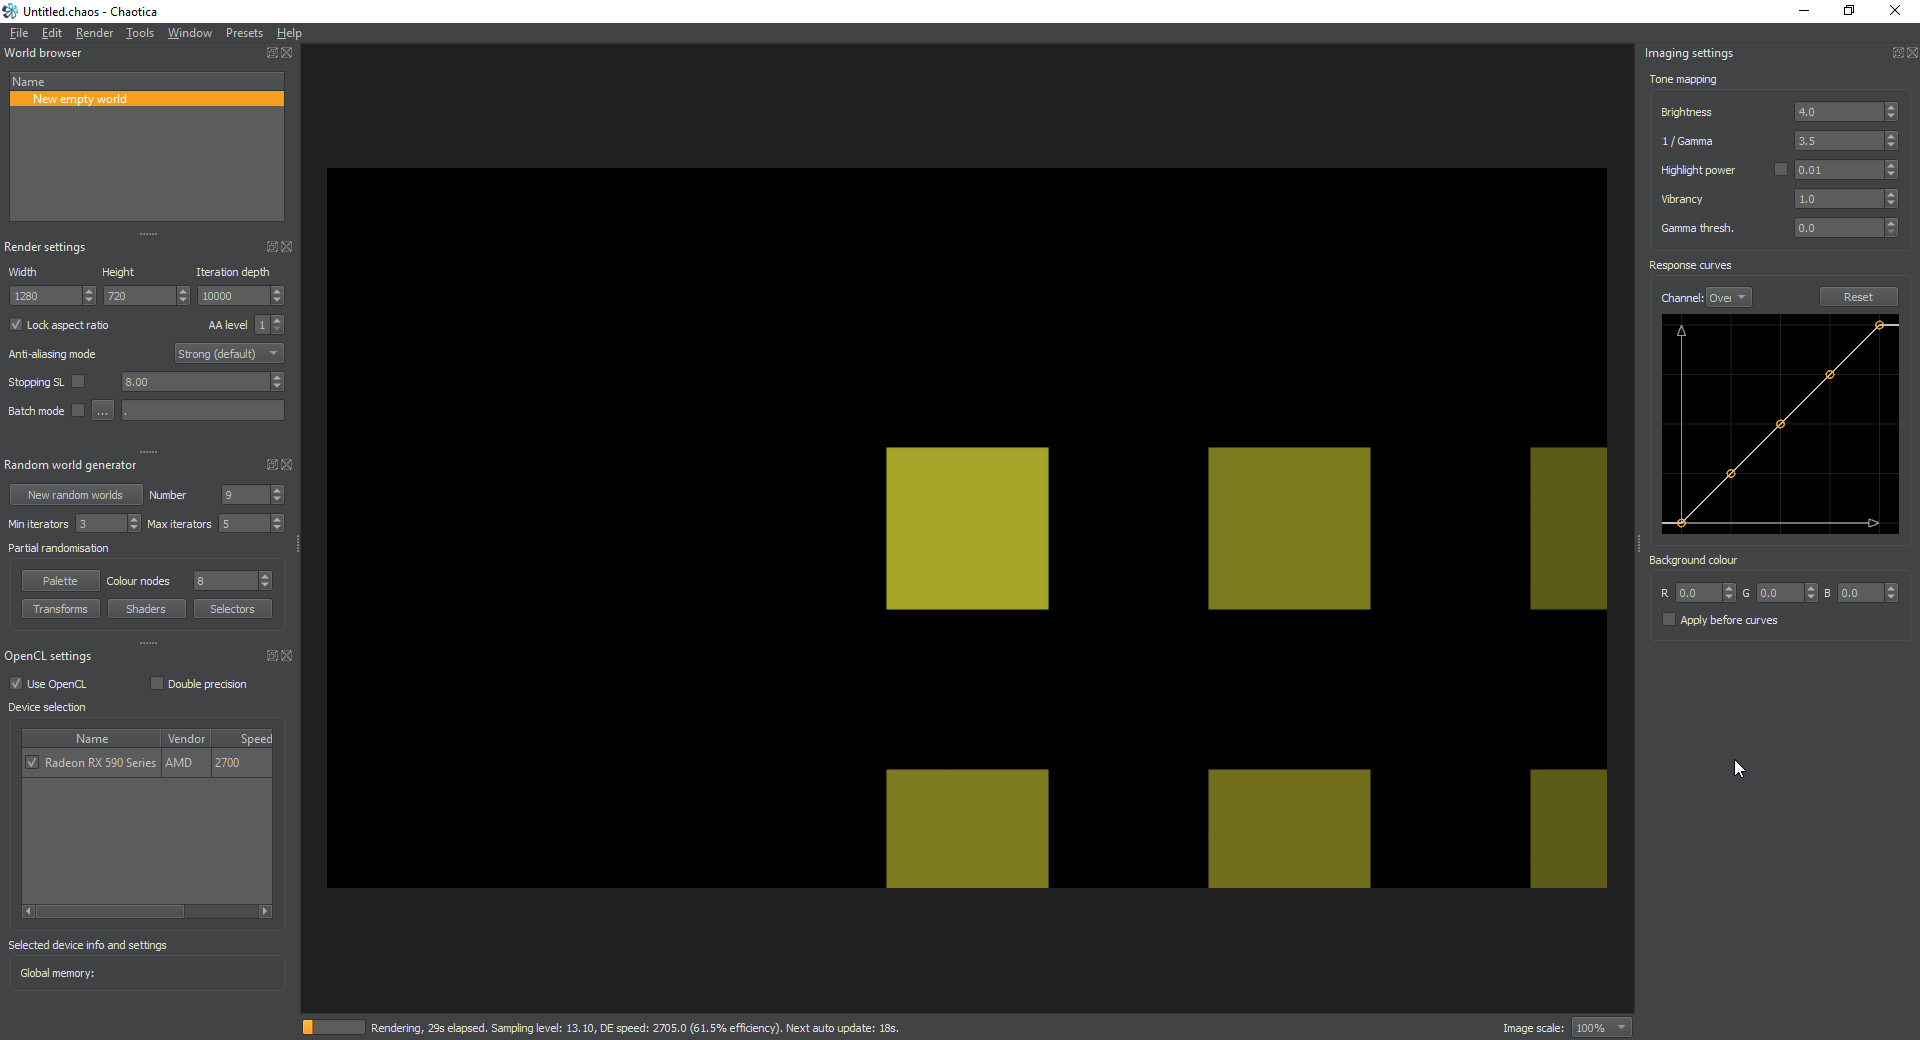 Untitled.chaos - Chaotica
File Edit Render Tools Window Presets Help
World browser
Name
New empty world
Render settings
Width Height Iteration depth
1280 720 10000
Lock aspect ratio AA level 1
Anti-aliasing mode Strong (default)
Stopping SL 8.00
Batch mode ... .
Random world generator
New random worlds Number 9
Min iterators 3 Max iterators 5
Partial randomisation
Palette Colour nodes 8
Transforms Shaders Selectors
OpenCL settings
Use OpenCL Double precision
Device selection
Name Vendor Speed
Radeon RX 590 Series AMD 2700
Selected device info and settings
Global memory:
Rendering, 29s elapsed. Sampling level: 13.10, DE speed: 2705.0 (61.5% efficiency). Next auto update: 18s.
Image scale: 100%
Imaging settings
Tone mapping
Brightness 4.0
1 / Gamma 3.5
Highlight power 0.01
Vibrancy 1.0
Gamma thresh. 0.0
Response curves
Channel: Over Reset
Background colour
R 0.0 G 0.0 B 0.0
Apply before curves